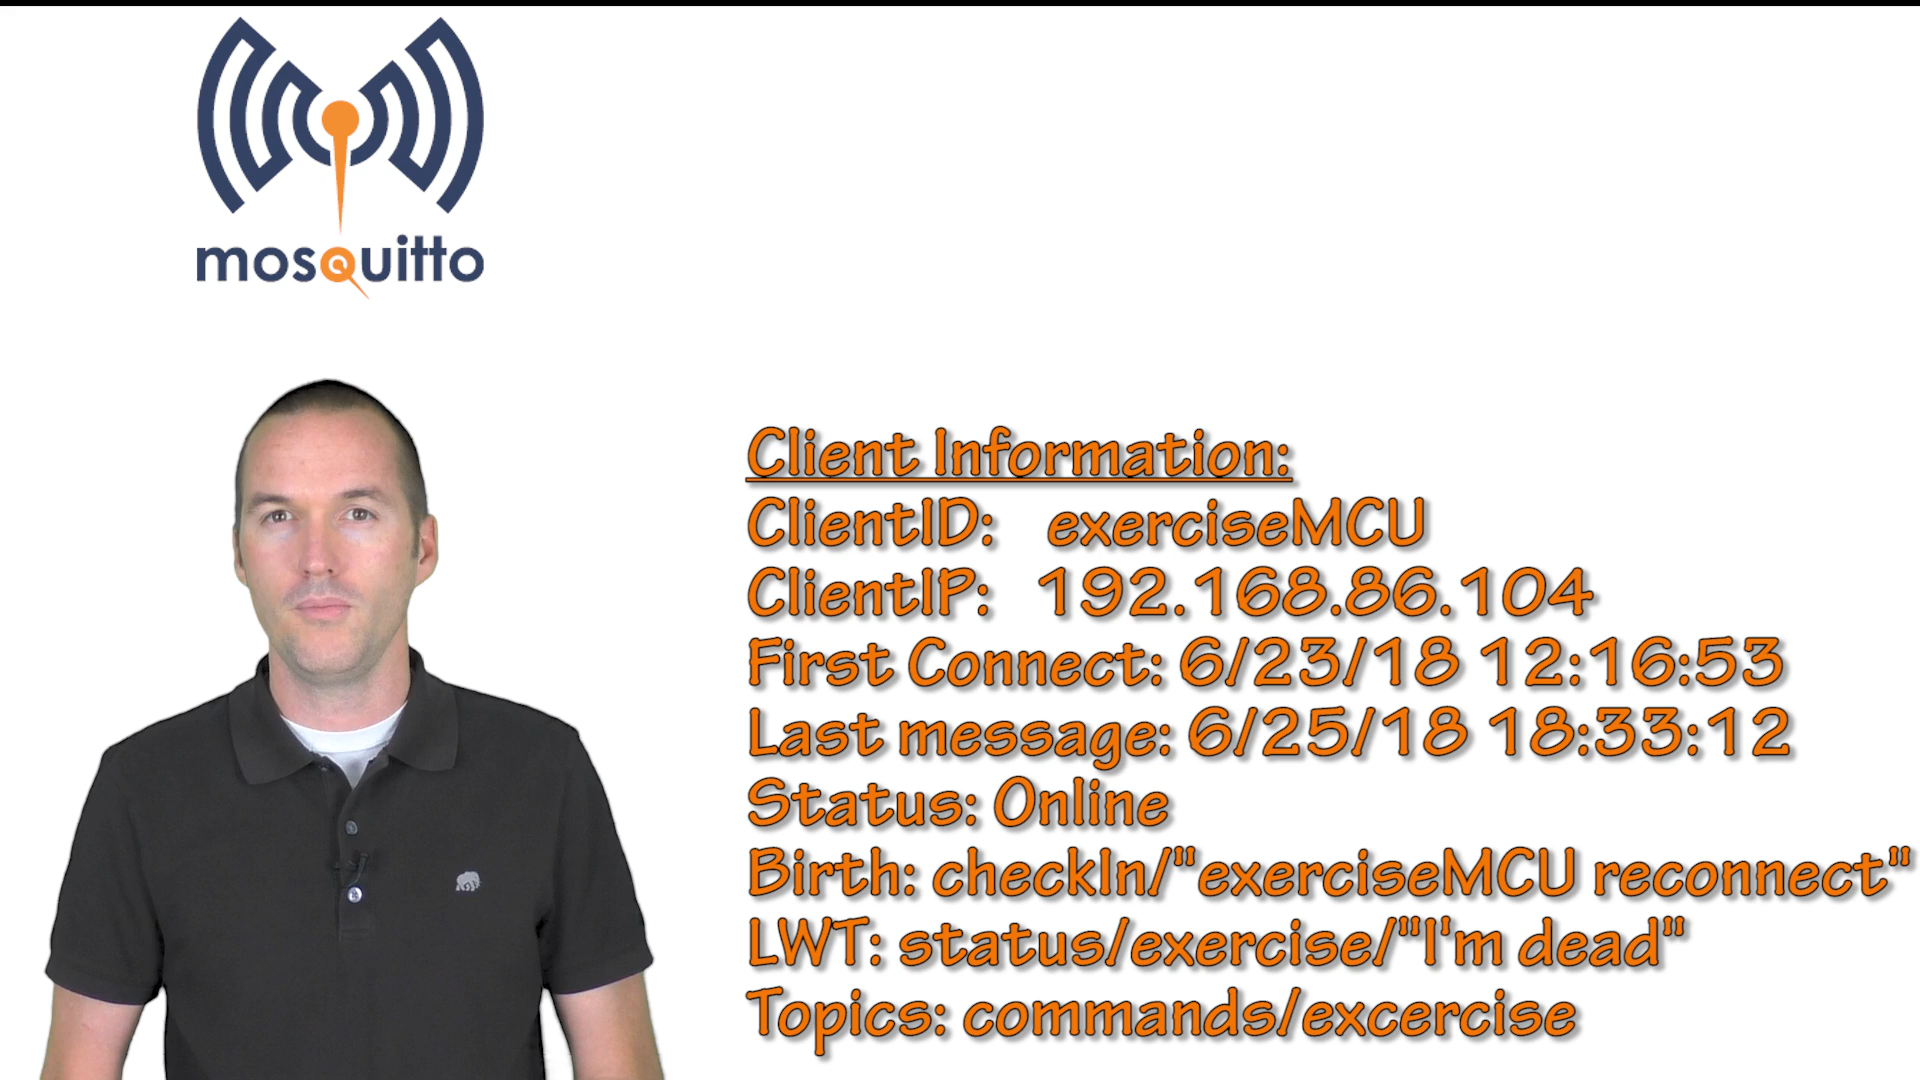 mosquitto
Client Information:
ClientID: exerciseMCU
ClientIP: 192.168.86.104
First Connect: 6/23/18 12:16:53
Last message: 6/25/18 18:33:12
Status: Online
Birth: checkIn/"exerciseMCU reconnect"
LWT: status/exercise/"I'm dead"
Topics: commands/excercise